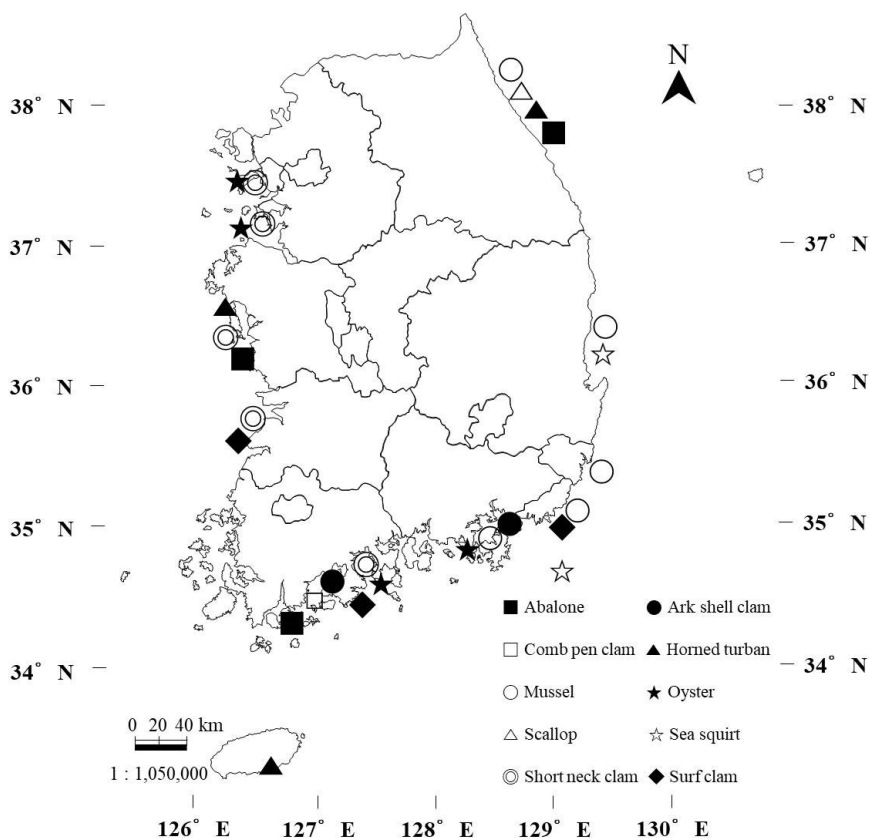 N
38° N
38° N
37° N
37° N
36° N
36° N
35° N
35° N
34° N
34° N
Abalone
Ark shell clam
Comb pen clam
Horned turban
Mussel
Oyster
Scallop
Sea squirt
Short neck clam
Surf clam
0 20 40 km
1 : 1,050,000
126° E 127° E 128° E 129° E 130° E